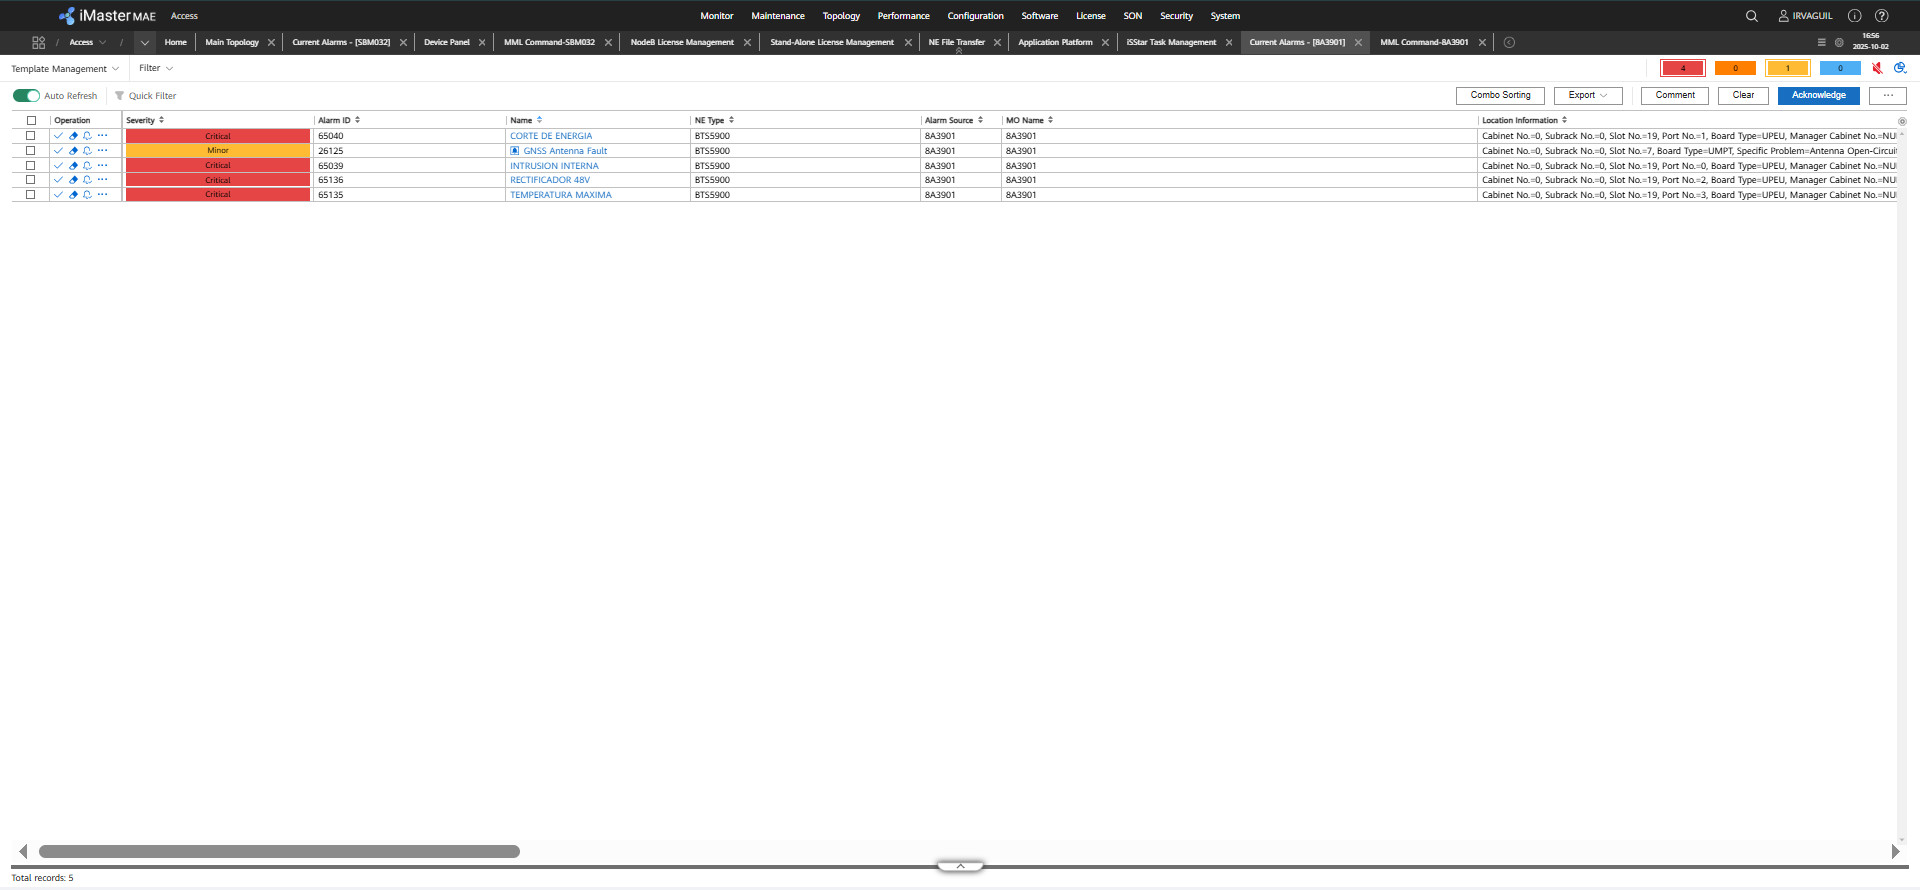 iMaster MAE Access Monitor Maintenance Topology Performance Configuration Software License SON Security System IRVAGUIL
/ Access / Home Main Topology Current Alarms - [SBM032] Device Panel MML Command-SBM032 NodeB License Management Stand-Alone License Management NE File Transfer Application Platform iSStar Task Management Current Alarms - [8A3901] MML Command-8A3901 16:56
2025-10-02
Template Management Filter 4 0 1 0
Auto Refresh Quick Filter Combo Sorting Export Comment Clear Acknowledge ...
Operation Severity Alarm ID Name NE Type Alarm Source MO Name Location Information
Critical 65040 CORTE DE ENERGIA BTS5900 8A3901 8A3901 Cabinet No.=0, Subrack No.=0, Slot No.=19, Port No.=1, Board Type=UPEU, Manager Cabinet No.=NU
Minor 26125 GNSS Antenna Fault BTS5900 8A3901 8A3901 Cabinet No.=0, Subrack No.=0, Slot No.=7, Board Type=UMPT, Specific Problem=Antenna Open-Circui
Critical 65039 INTRUSION INTERNA BTS5900 8A3901 8A3901 Cabinet No.=0, Subrack No.=0, Slot No.=19, Port No.=0, Board Type=UPEU, Manager Cabinet No.=NU
Critical 65136 RECTIFICADOR 48V BTS5900 8A3901 8A3901 Cabinet No.=0, Subrack No.=0, Slot No.=19, Port No.=2, Board Type=UPEU, Manager Cabinet No.=NU
Critical 65135 TEMPERATURA MAXIMA BTS5900 8A3901 8A3901 Cabinet No.=0, Subrack No.=0, Slot No.=19, Port No.=3, Board Type=UPEU, Manager Cabinet No.=NU
Total records: 5